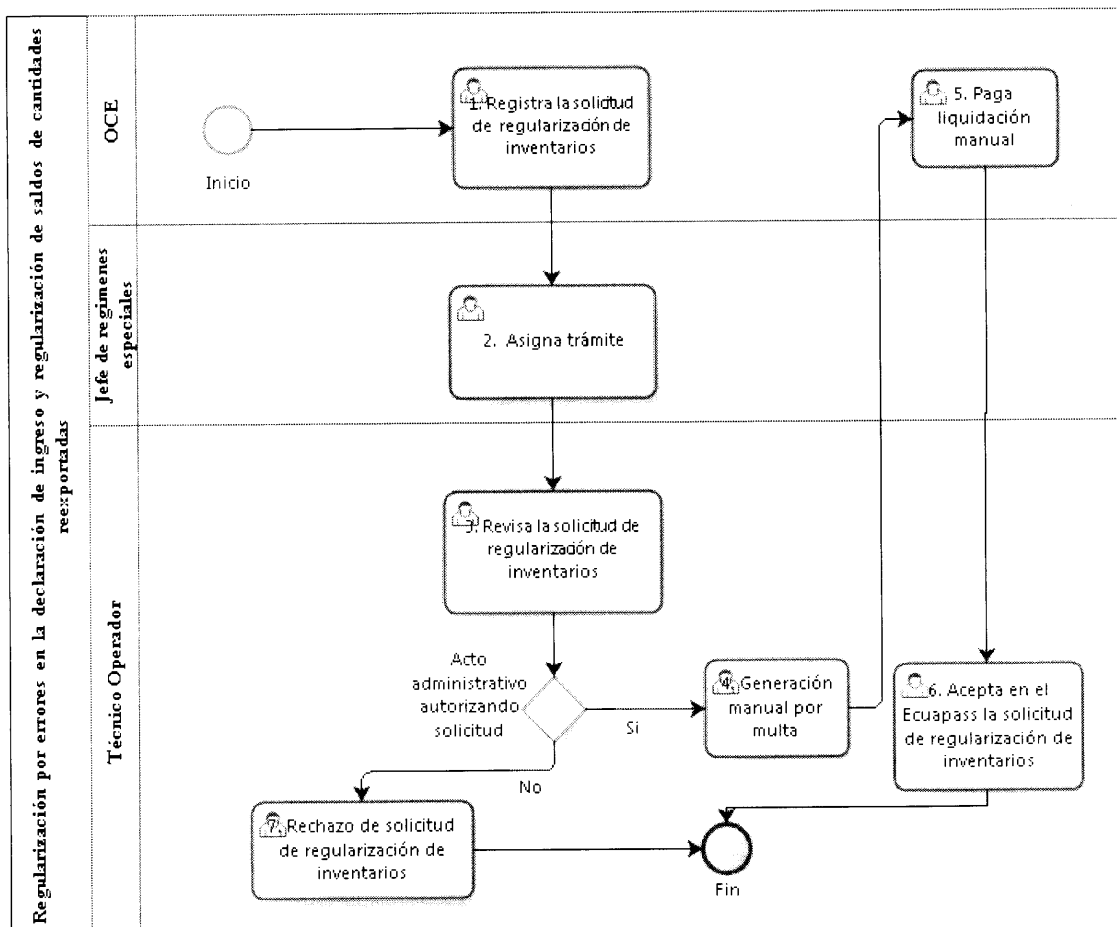 Regularización por errores en la declaración de ingreso y regularización de saldos de cantidades
reexportadas
OCE
Inicio
1. Registra la solicitud
de regularización de
inventarios
5. Paga
liquidación
manual
Jefe de regimenes
especiales
2. Asigna trámite
Técnico Operador
3. Revisa la solicitud de
regularización de
inventarios
Acto
administrativo
autorizando
solicitud
Si
No
4. Generación
manual por
multa
6. Acepta en el
Ecuapass la solicitud
de regularización de
inventarios
7. Rechazo de solicitud
de regularización de
inventarios
Fin